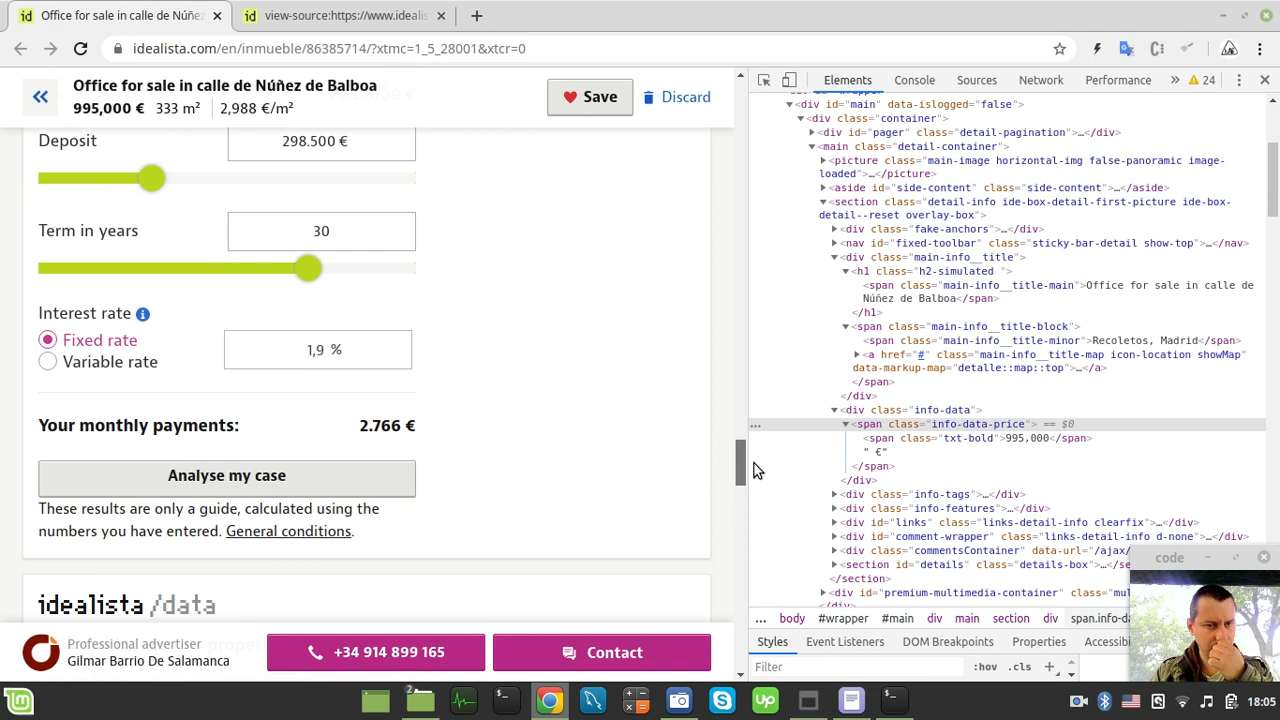 Office for sale in calle de Núñez
view-source:https://www.idealis
idealista.com/en/inmueble/86385714/?xtmc=1_5_28001&xtcr=0
Office for sale in calle de Núñez de Balboa
995,000 € 333 m² 2,988 €/m²
Save
Discard
Deposit
298.500 €
Term in years
30
Interest rate
Fixed rate
Variable rate
1,9 %
Your monthly payments: 2.766 €
Analyse my case
These results are only a guide, calculated using the
numbers you have entered. General conditions.
idealista /data
Professional advertiser
Gilmar Barrio De Salamanca
+34 914 899 165
Contact
Elements Console Sources Network Performance » 24
<div id="main" data-islogged="false">
<div class="container">
<div id="pager" class="detail-pagination">…</div>
<main class="detail-container">
<picture class="main-image horizontal-img false-panoramic image-
loaded">…</picture>
<aside id="side-content" class="side-content">…</aside>
<section class="detail-info ide-box-detail-first-picture ide-box-
detail--reset overlay-box">
<div class="fake-anchors">…</div>
<nav id="fixed-toolbar" class="sticky-bar-detail show-top">…</nav>
<div class="main-info__title">
<h1 class="h2-simulated ">
<span class="main-info__title-main">Office for sale in calle de
Núñez de Balboa</span>
</h1>
<span class="main-info__title-block">
<span class="main-info__title-minor">Recoletos, Madrid</span>
<a href="#" class="main-info__title-map icon-location showMap"
data-markup-map="detalle::map::top">…</a>
</span>
</div>
<div class="info-data">
<span class="info-data-price"> == $0
<span class="txt-bold">995,000</span>
" €"
</span>
</div>
<div class="info-tags">…</div>
<div class="info-features">…</div>
<div id="links" class="links-detail-info clearfix">…</div>
<div id="comment-wrapper" class="links-detail-info d-none">…</div>
<div class="commentsContainer" data-url="/ajax/
<section id="details" class="details-box">…</se
</section>
<div id="premium-multimedia-container" class="mul
</div>
code
... body #wrapper #main div main section div span.info-da
Styles Event Listeners DOM Breakpoints Properties Accessibi
Filter :hov .cls
2
18:05